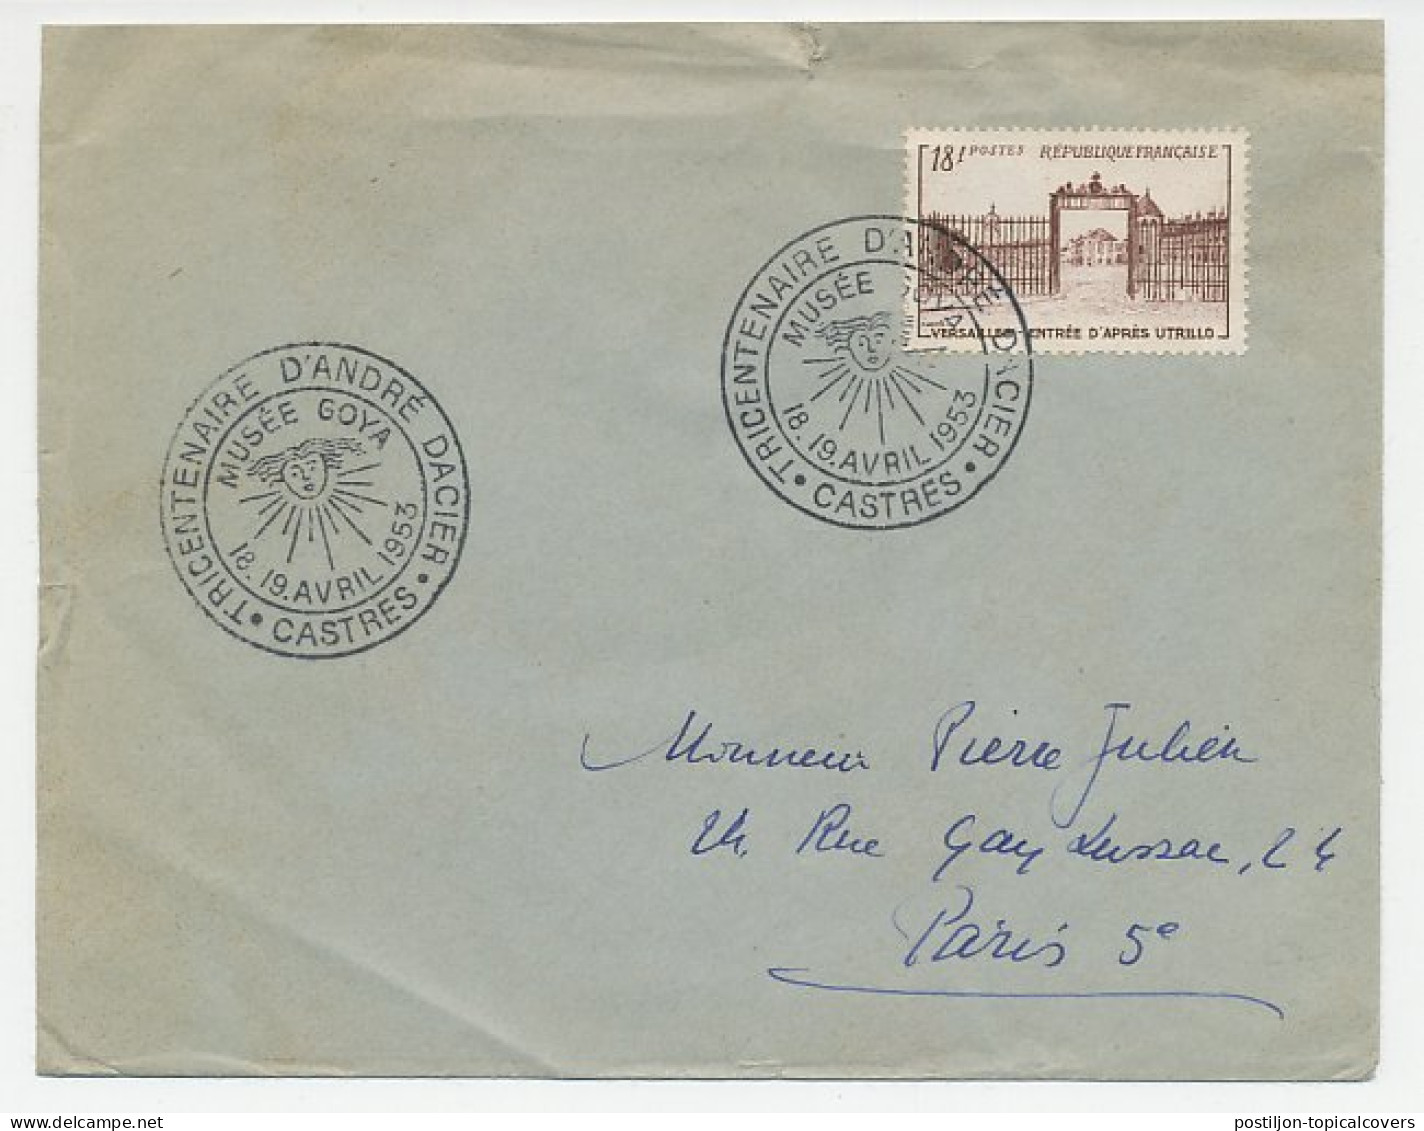 18f POSTES RÉPUBLIQUE FRANÇAISE
VERSAILLES - ENTRÉE D'APRÈS UTRILLO
TRICENTENAIRE D'ANDRÉ DACIER
MUSÉE GOYA
18. 19. AVRIL 1953
• CASTRES •
TRICENTENAIRE D'ANDRÉ DACIER
MUSÉE GOYA
18. 19. AVRIL 1953
• CASTRES •
Monsieur Pierre Julien
Rue Gay Lussac, 24
Paris 5e
postiljon-topicalcovers